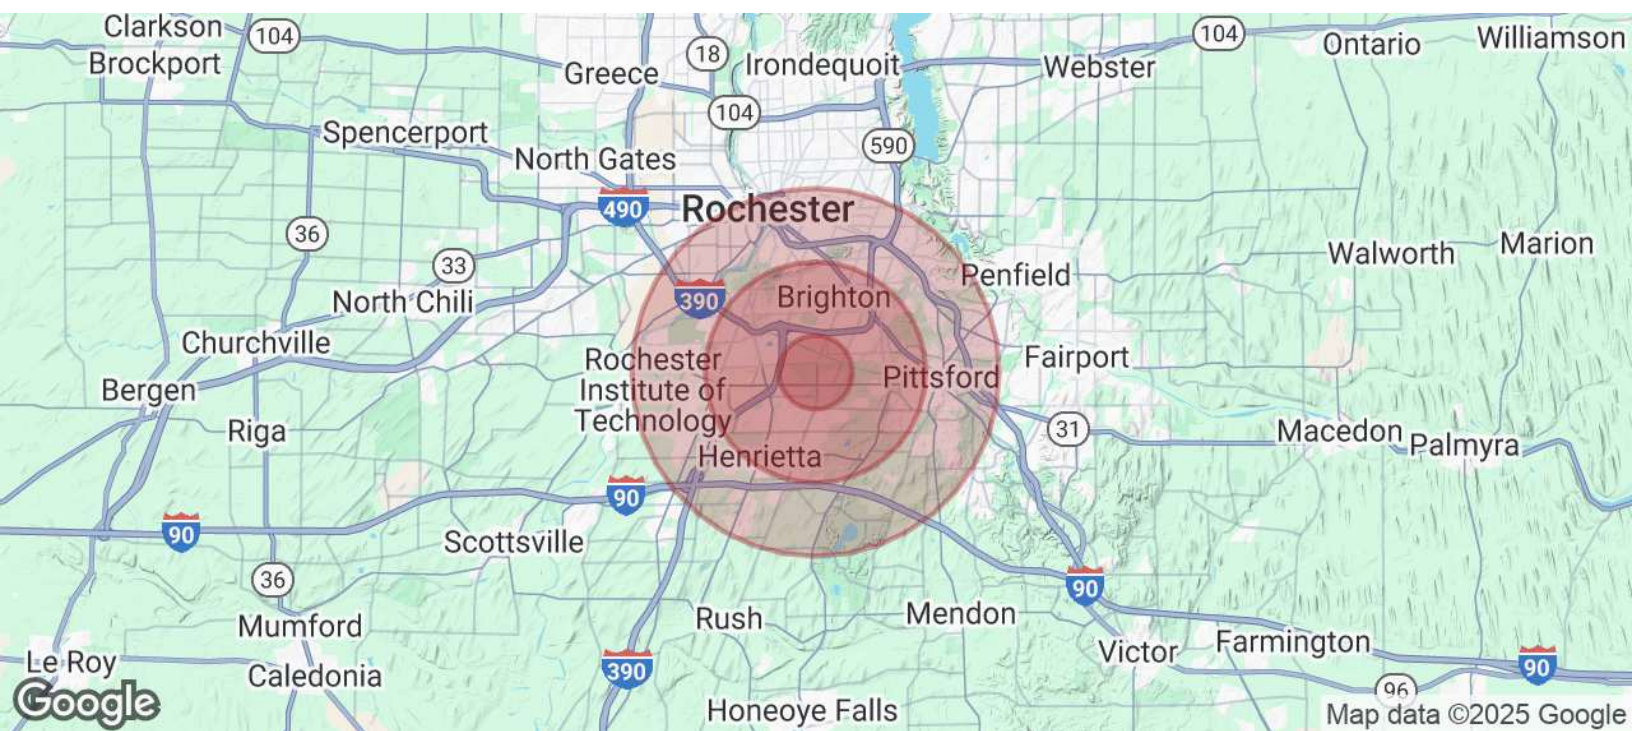 Clarkson
104
Brockport
Greece
18
Irondequoit
Webster
104
Ontario
Williamson
104
Spencerport
North Gates
590
490
Rochester
36
33
Penfield
Walworth
Marion
North Chili
390
Brighton
Churchville
Rochester
Institute of
Technology
Pittsford
Fairport
Bergen
Riga
31
Macedon
Palmyra
Henrietta
90
90
Scottsville
36
90
Mumford
Rush
Mendon
Victor
Farmington
90
Le Roy
Caledonia
390
96
Google
Honeoye Falls
Map data ©2025 Google